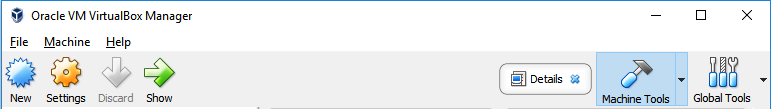 Oracle VM VirtualBox Manager
File Machine Help
New Settings Discard Show Details Machine Tools Global Tools